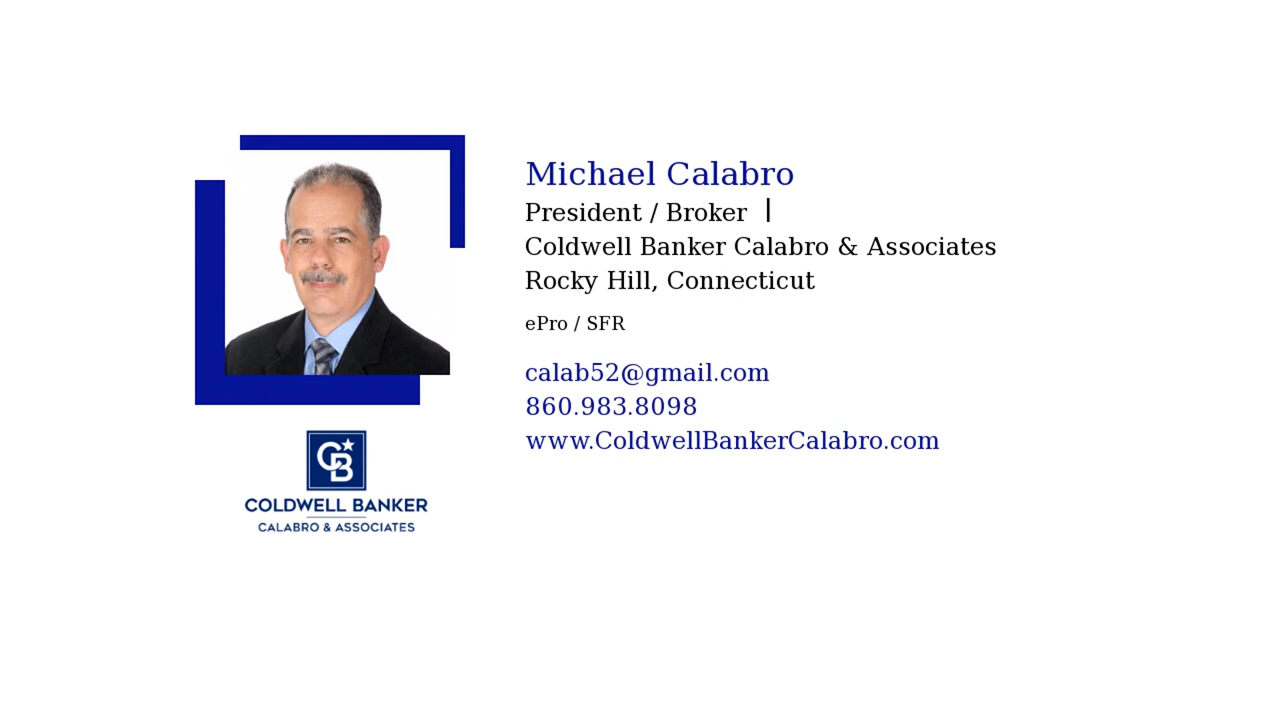 Michael Calabro
President / Broker |
Coldwell Banker Calabro & Associates
Rocky Hill, Connecticut
ePro / SFR
calab52@gmail.com
860.983.8098
www.ColdwellBankerCalabro.com
CB
COLDWELL BANKER
CALABRO & ASSOCIATES